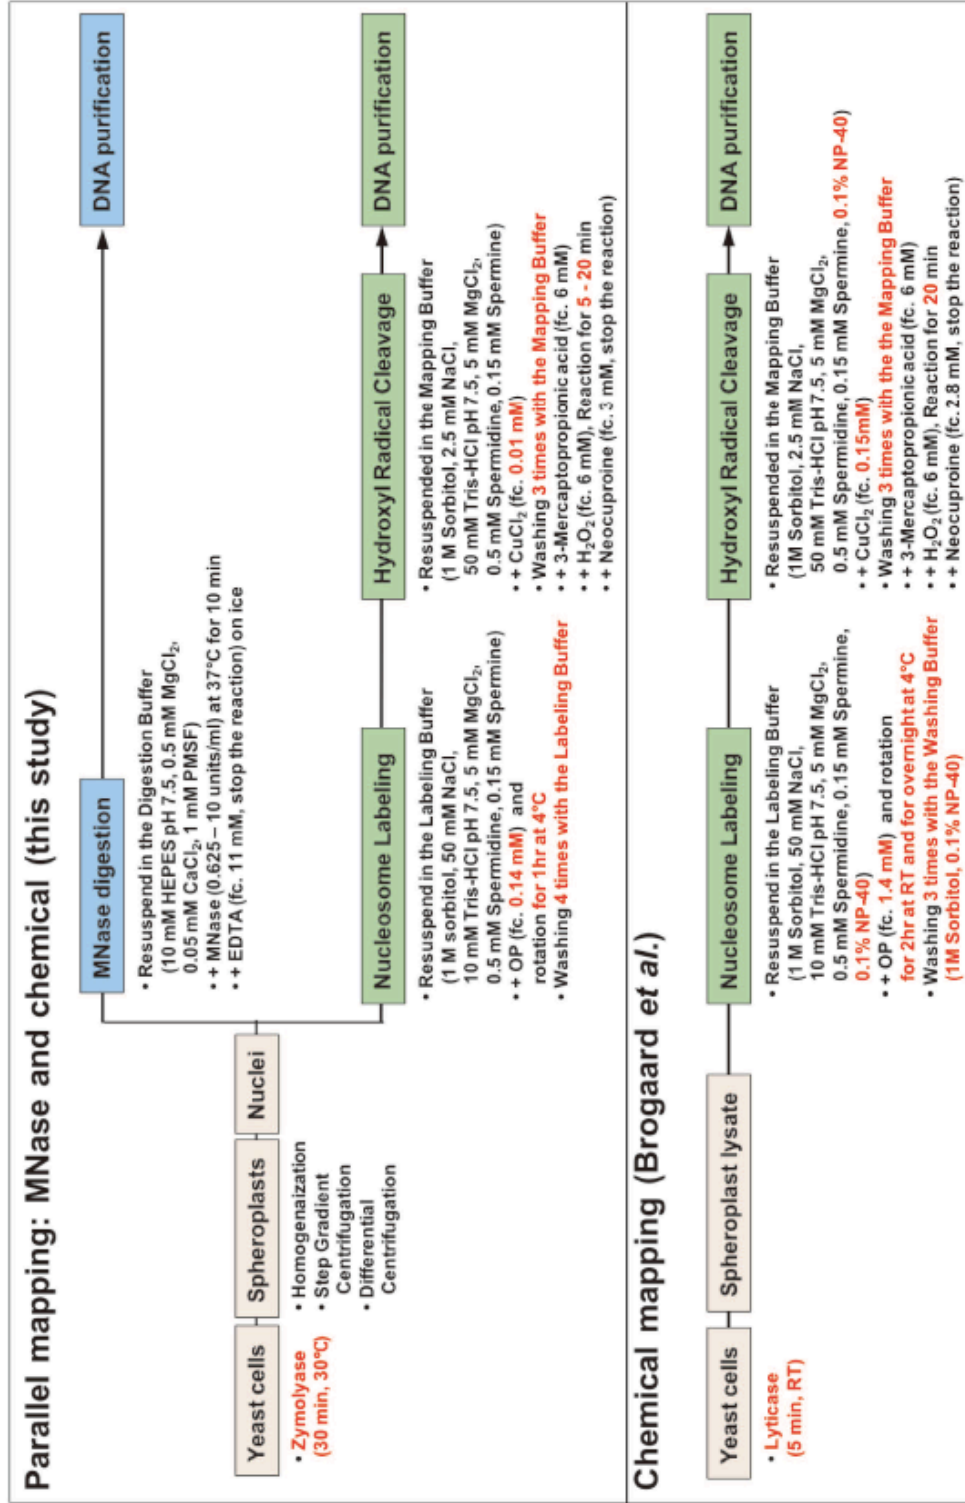 Parallel mapping: MNase and chemical (this study)
MNase digestion
DNA purification
• Resuspend in the Digestion Buffer
(10 mM HEPES pH 7.5, 0.5 mM MgCl₂,
0.05 mM CaCl₂, 1 mM PMSF)
• + MNase (0.625 – 10 units/ml) at 37°C for 10 min
• + EDTA (fc. 11 mM, stop the reaction) on ice
Yeast cells
Spheroplasts
Nuclei
• Zymolyase
(30 min, 30°C)
• Homogenaization
• Step Gradient
Centrifugation
• Differential
Centrifugation
Nucleosome Labeling
Hydroxyl Radical Cleavage
DNA purification
• Resuspend in the Labeling Buffer
(1 M sorbitol, 50 mM NaCl,
10 mM Tris-HCl pH 7.5, 5 mM MgCl₂,
0.5 mM Spermidine, 0.15 mM Spermine)
• + OP (fc. 0.14 mM) and
rotation for 1hr at 4°C
• Washing 4 times with the Labeling Buffer
• Resuspended in the Mapping Buffer
(1 M Sorbitol, 2.5 mM NaCl,
50 mM Tris-HCl pH 7.5, 5 mM MgCl₂,
0.5 mM Spermidine, 0.15 mM Spermine)
• + CuCl₂ (fc. 0.01 mM)
• Washing 3 times with the Mapping Buffer
• + 3-Mercaptopropionic acid (fc. 6 mM)
• + H₂O₂ (fc. 6 mM), Reaction for 5 - 20 min
• + Neocuproine (fc. 3 mM, stop the reaction)
Chemical mapping (Brogaard et al.)
Yeast cells
Spheroplast lysate
Nucleosome Labeling
Hydroxyl Radical Cleavage
DNA purification
• Lyticase
(5 min, RT)
• Resuspend in the Labeling Buffer
(1 M Sorbitol, 50 mM NaCl,
10 mM Tris-HCl pH 7.5, 5 mM MgCl₂,
0.5 mM Spermidine, 0.15 mM Spermine,
0.1% NP-40)
• + OP (fc. 1.4 mM) and rotation
for 2hr at RT and for overnight at 4°C
• Washing 3 times with the Washing Buffer
(1M Sorbitol, 0.1% NP-40)
• Resuspended in the Mapping Buffer
(1M Sorbitol, 2.5 mM NaCl,
50 mM Tris-HCl pH 7.5, 5 mM MgCl₂,
0.5 mM Spermidine, 0.15 mM Spermine, 0.1% NP-40)
• + CuCl₂ (fc. 0.15mM)
• Washing 3 times with the the Mapping Buffer
• + 3-Mercaptopropionic acid (fc. 6 mM)
• + H₂O₂ (fc. 6 mM), Reaction for 20 min
• + Neocuproine (fc. 2.8 mM, stop the reaction)